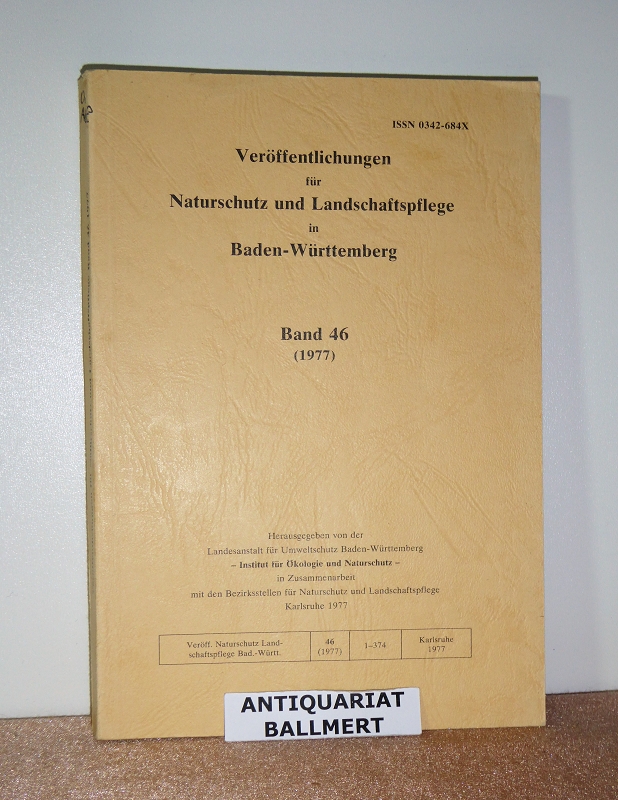 ISSN 0342-684X
Veröffentlichungen
für
Naturschutz und Landschaftspflege
in
Baden-Württemberg
Band 46
(1977)
Herausgegeben von der
Landesanstalt für Umweltschutz Baden-Württemberg
– Institut für Ökologie und Naturschutz –
in Zusammenarbeit
mit den Bezirksstellen für Naturschutz und Landschaftspflege
Karlsruhe 1977
Veröff. Naturschutz Land-
schaftspflege Bad.-Württ.
46
(1977)
1–374
Karlsruhe
1977
ANTIQUARIAT
BALLMERT